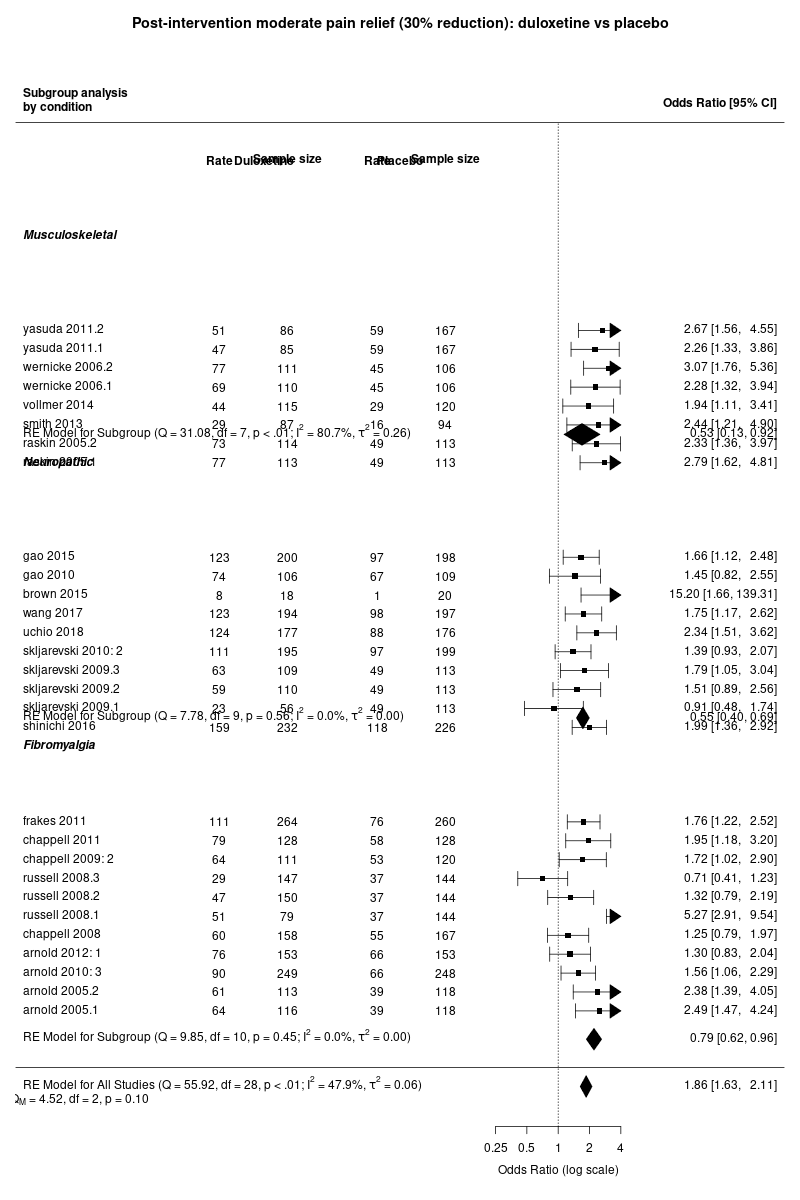 Post-intervention moderate pain relief (30% reduction): duloxetine vs placebo
Subgroup analysis
by condition
Odds Ratio [95% CI]
Rate Duloxetine Sample size Rate Placebo Sample size
Musculoskeletal
yasuda 2011.2 51 86 59 167 2.67 [1.56, 4.55]
yasuda 2011.1 47 85 59 167 2.26 [1.33, 3.86]
wernicke 2006.2 77 111 45 106 3.07 [1.76, 5.36]
wernicke 2006.1 69 110 45 106 2.28 [1.32, 3.94]
vollmer 2014 44 115 29 120 1.94 [1.11, 3.41]
smith 2013 29 87 16 94 2.44 [1.21, 4.90]
RE Model for Subgroup (Q = 31.08, df = 7, p < .01; I² = 80.7%, τ² = 0.26) 0.53 [0.13, 0.92]
raskin 2005.2 73 114 49 113 2.33 [1.36, 3.97]
raskin 2005.1 77 113 49 113 2.79 [1.62, 4.81]
Neuropathic
gao 2015 123 200 97 198 1.66 [1.12, 2.48]
gao 2010 74 106 67 109 1.45 [0.82, 2.55]
brown 2015 8 18 1 20 15.20 [1.66, 139.31]
wang 2017 123 194 98 197 1.75 [1.17, 2.62]
uchio 2018 124 177 88 176 2.34 [1.51, 3.62]
skljarevski 2010: 2 111 195 97 199 1.39 [0.93, 2.07]
skljarevski 2009.3 63 109 49 113 1.79 [1.05, 3.04]
skljarevski 2009.2 59 110 49 113 1.51 [0.89, 2.56]
skljarevski 2009.1 23 56 49 113 0.91 [0.48, 1.74]
RE Model for Subgroup (Q = 7.78, df = 9, p = 0.56; I² = 0.0%, τ² = 0.00) 0.55 [0.40, 0.69]
shinichi 2016 159 232 118 226 1.99 [1.36, 2.92]
Fibromyalgia
frakes 2011 111 264 76 260 1.76 [1.22, 2.52]
chappell 2011 79 128 58 128 1.95 [1.18, 3.20]
chappell 2009: 2 64 111 53 120 1.72 [1.02, 2.90]
russell 2008.3 29 147 37 144 0.71 [0.41, 1.23]
russell 2008.2 47 150 37 144 1.32 [0.79, 2.19]
russell 2008.1 51 79 37 144 5.27 [2.91, 9.54]
chappell 2008 60 158 55 167 1.25 [0.79, 1.97]
arnold 2012: 1 76 153 66 153 1.30 [0.83, 2.04]
arnold 2010: 3 90 249 66 248 1.56 [1.06, 2.29]
arnold 2005.2 61 113 39 118 2.38 [1.39, 4.05]
arnold 2005.1 64 116 39 118 2.49 [1.47, 4.24]
RE Model for Subgroup (Q = 9.85, df = 10, p = 0.45; I² = 0.0%, τ² = 0.00) 0.79 [0.62, 0.96]
RE Model for All Studies (Q = 55.92, df = 28, p < .01; I² = 47.9%, τ² = 0.06) 1.86 [1.63, 2.11]
Q_M = 4.52, df = 2, p = 0.10
0.25 0.5 1 2 4
Odds Ratio (log scale)